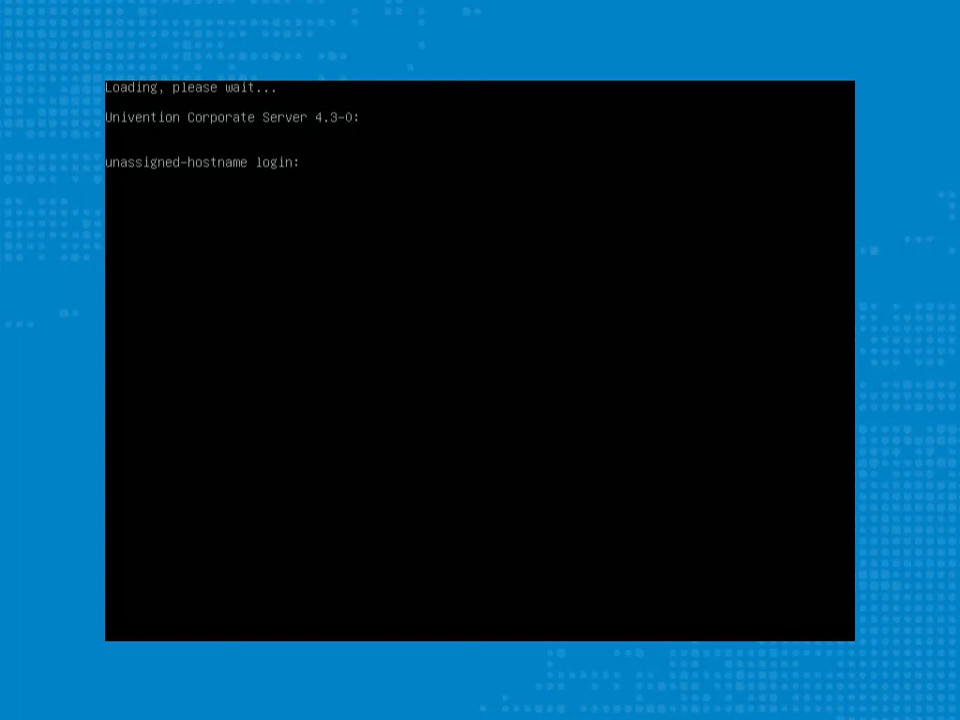 Loading, please wait...
Univention Corporate Server 4.3-0:
unassigned-hostname login: